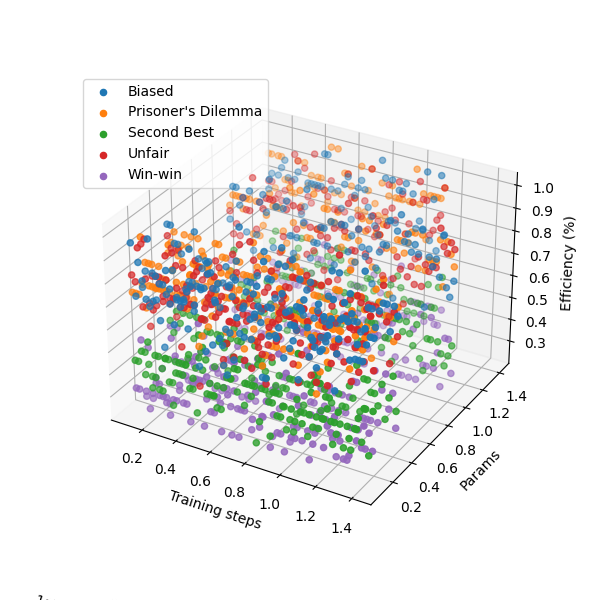 Biased
Prisoner's Dilemma
Second Best
Unfair
Win-win
1.0
0.9
0.8
0.7
0.6
0.5
0.4
0.3
Efficiency (%)
0.2
0.4
0.6
0.8
1.0
1.2
1.4
Training steps
0.2
0.4
0.6
0.8
1.0
1.2
1.4
Params